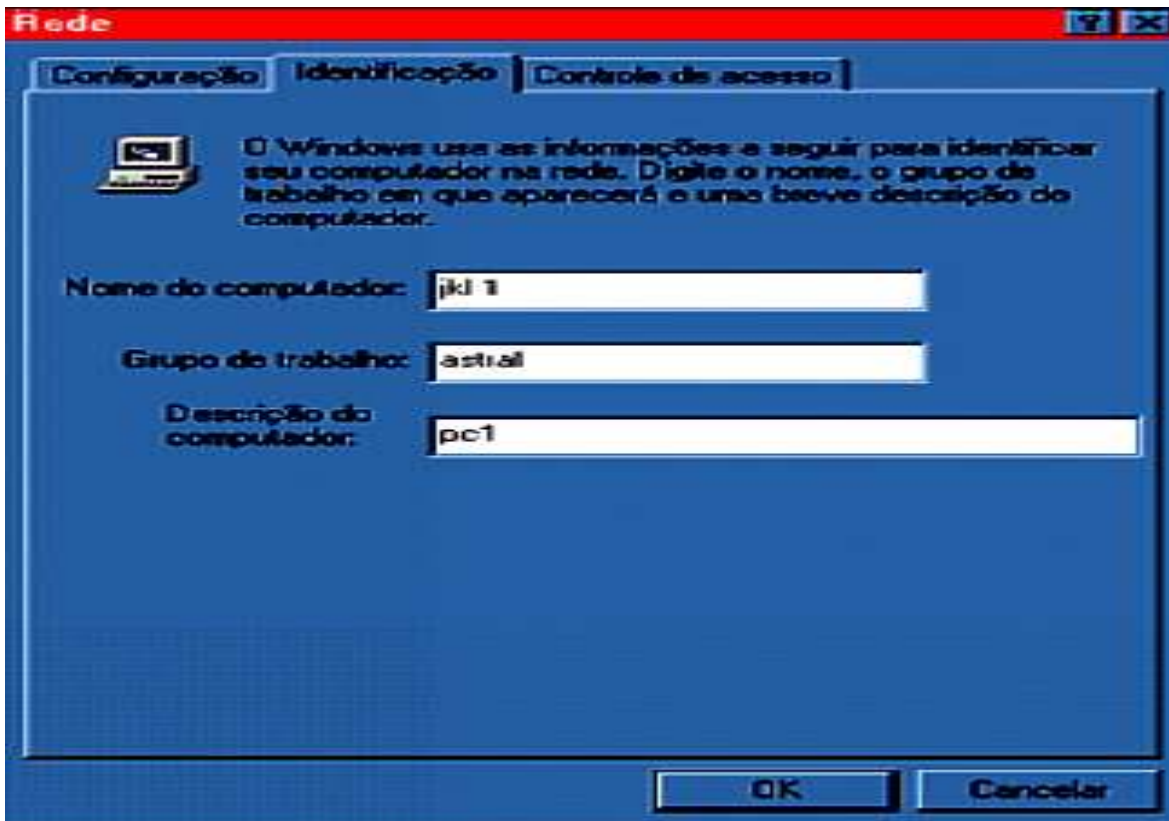 Rede
Configuração Identificação Controle de acesso
O Windows usa as informações a seguir para identificar
seu computador na rede. Digite o nome, o grupo de
trabalho em que aparecerá e uma breve descrição do
computador.
Nome do computador: jkl 1
Grupo de trabalho: astral
Descrição do
computador: pc1
OK Cancelar